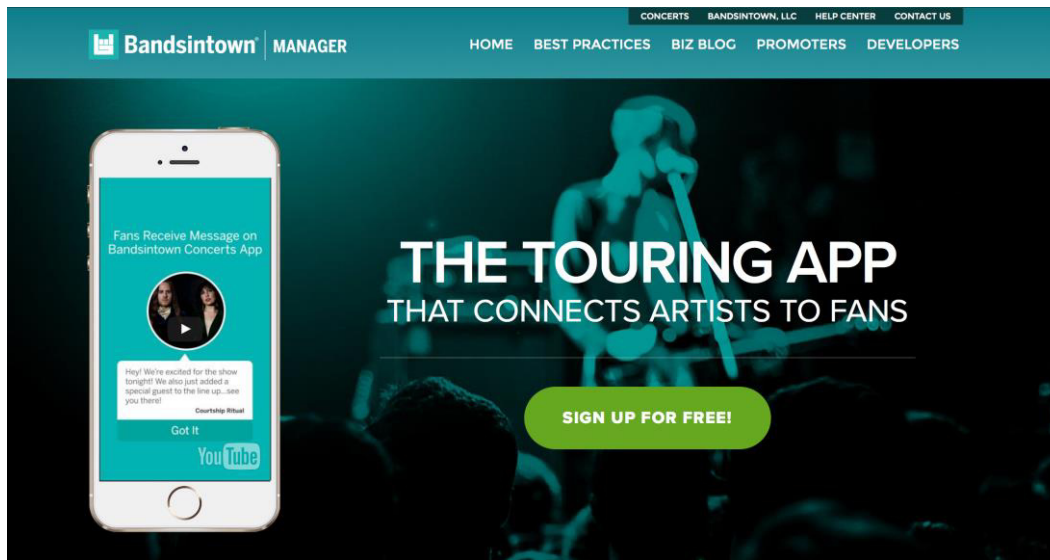 CONCERTS BANDSINTOWN, LLC HELP CENTER CONTACT US
Bandsintown® MANAGER
HOME BEST PRACTICES BIZ BLOG PROMOTERS DEVELOPERS
Fans Receive Message on
Bandsintown Concerts App
Hey! We're excited for the show
tonight! We also just added a
special guest to the line up...see
you there!
Courtship Ritual
Got It
YouTube
THE TOURING APP
THAT CONNECTS ARTISTS TO FANS
SIGN UP FOR FREE!